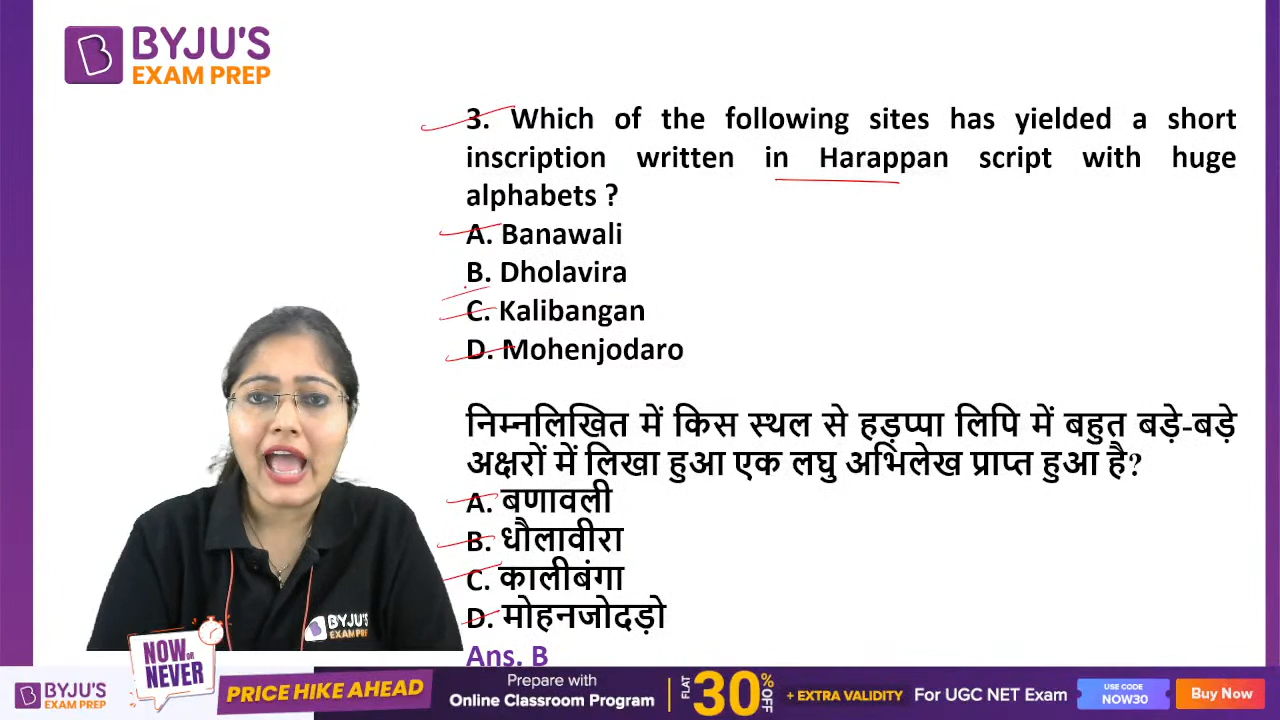 BYJU'S
EXAM PREP
3. Which of the following sites has yielded a short
inscription written in Harappan script with huge
alphabets ?
A. Banawali
B. Dholavira
C. Kalibangan
D. Mohenjodaro
निम्नलिखित में किस स्थल से हड़प्पा लिपि में बहुत बड़े-बड़े
अक्षरों में लिखा हुआ एक लघु अभिलेख प्राप्त हुआ है?
A. बणावली
B. धौलावीरा
C. कालीबंगा
D. मोहनजोदड़ो
Ans. B
BYJU'S
EXAM PREP
NOW OR
NEVER
BYJU'S
EXAM PREP
PRICE HIKE AHEAD
Prepare with
Online Classroom Program
FLAT 30% OFF
+ EXTRA VALIDITY
For UGC NET Exam
USE CODE
NOW30
Buy Now